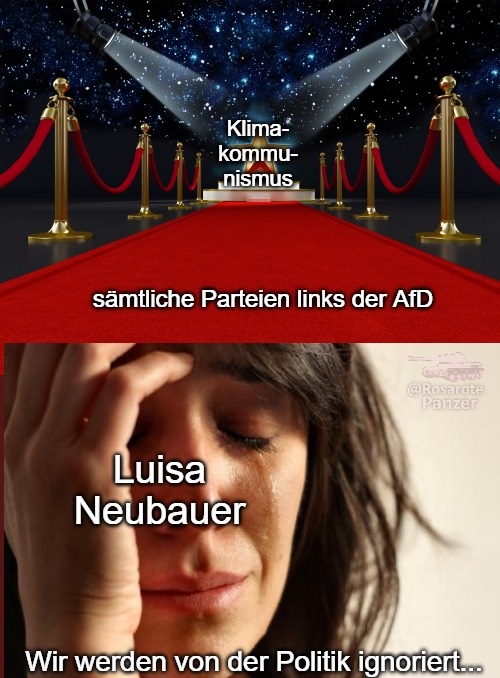 Klima-
kommu-
nismus
sämtliche Parteien links der AfD
@Rosarote
Panzer
Luisa
Neubauer
Wir werden von der Politik ignoriert...